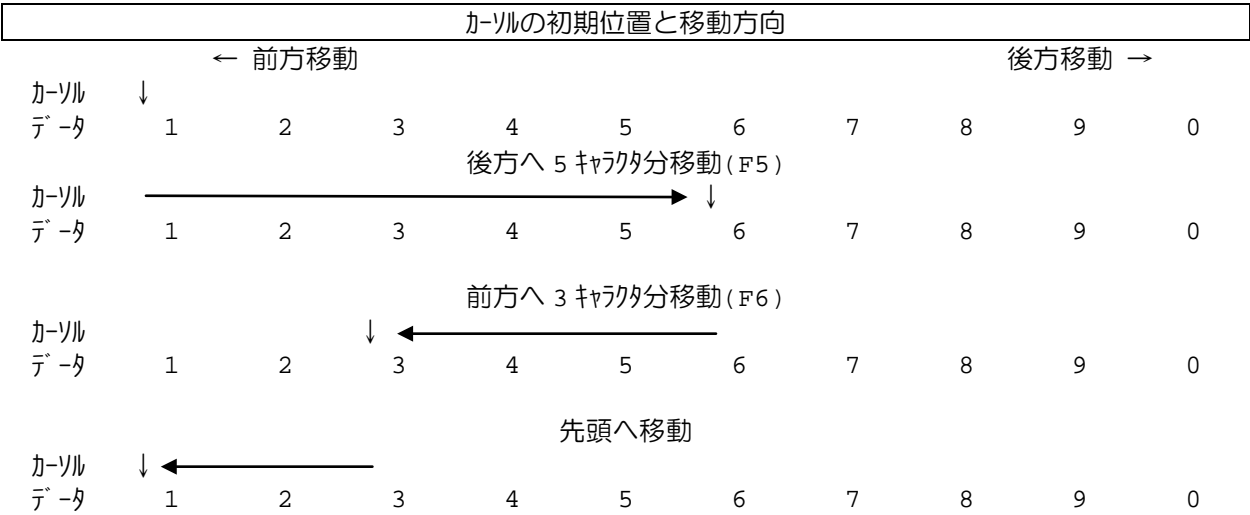 ｶｰｿﾙの初期位置と移動方向
← 前方移動 後方移動 →
ｶｰｿﾙ ↓
ﾃﾞｰﾀ 1 2 3 4 5 6 7 8 9 0
後方へ 5 ｷｬﾗｸﾀ分移動(F5)
ｶｰｿﾙ ↓
ﾃﾞｰﾀ 1 2 3 4 5 6 7 8 9 0
前方へ 3 ｷｬﾗｸﾀ分移動(F6)
ｶｰｿﾙ ↓
ﾃﾞｰﾀ 1 2 3 4 5 6 7 8 9 0
先頭へ移動
ｶｰｿﾙ ↓
ﾃﾞｰﾀ 1 2 3 4 5 6 7 8 9 0